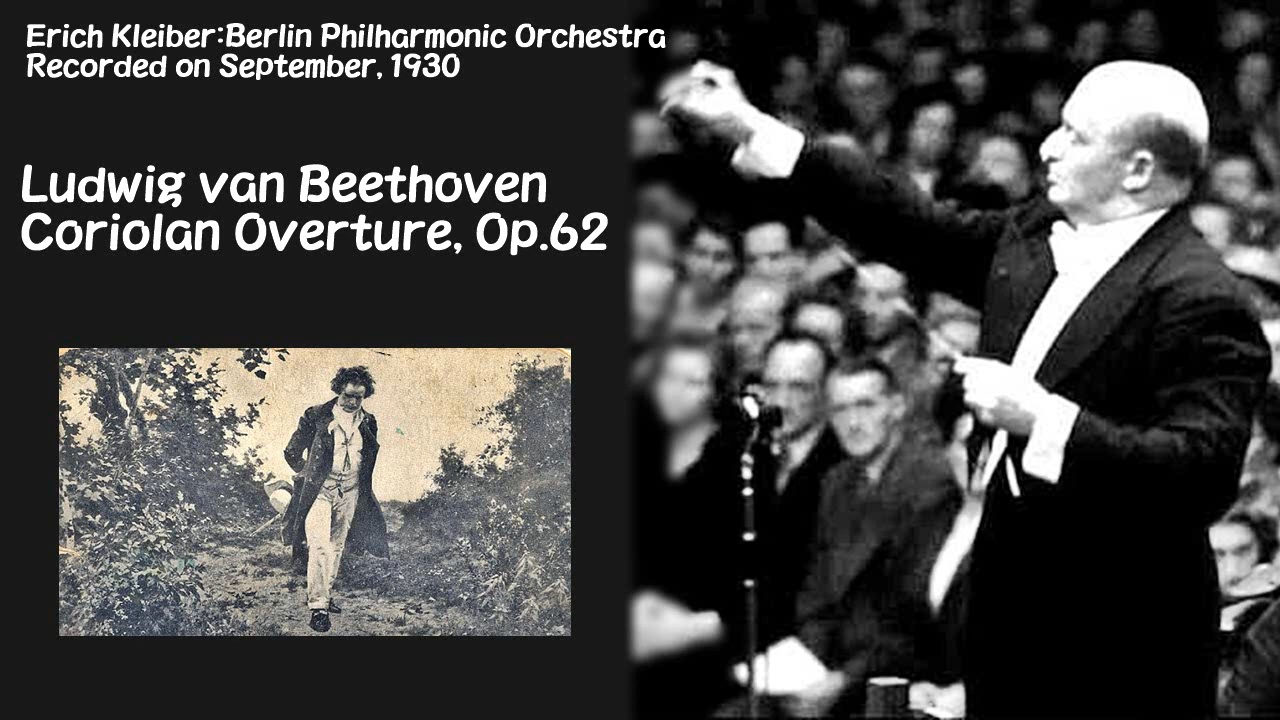 Erich Kleiber:Berlin Philharmonic Orchestra
Recorded on September, 1930
Ludwig van Beethoven
Coriolan Overture, Op.62